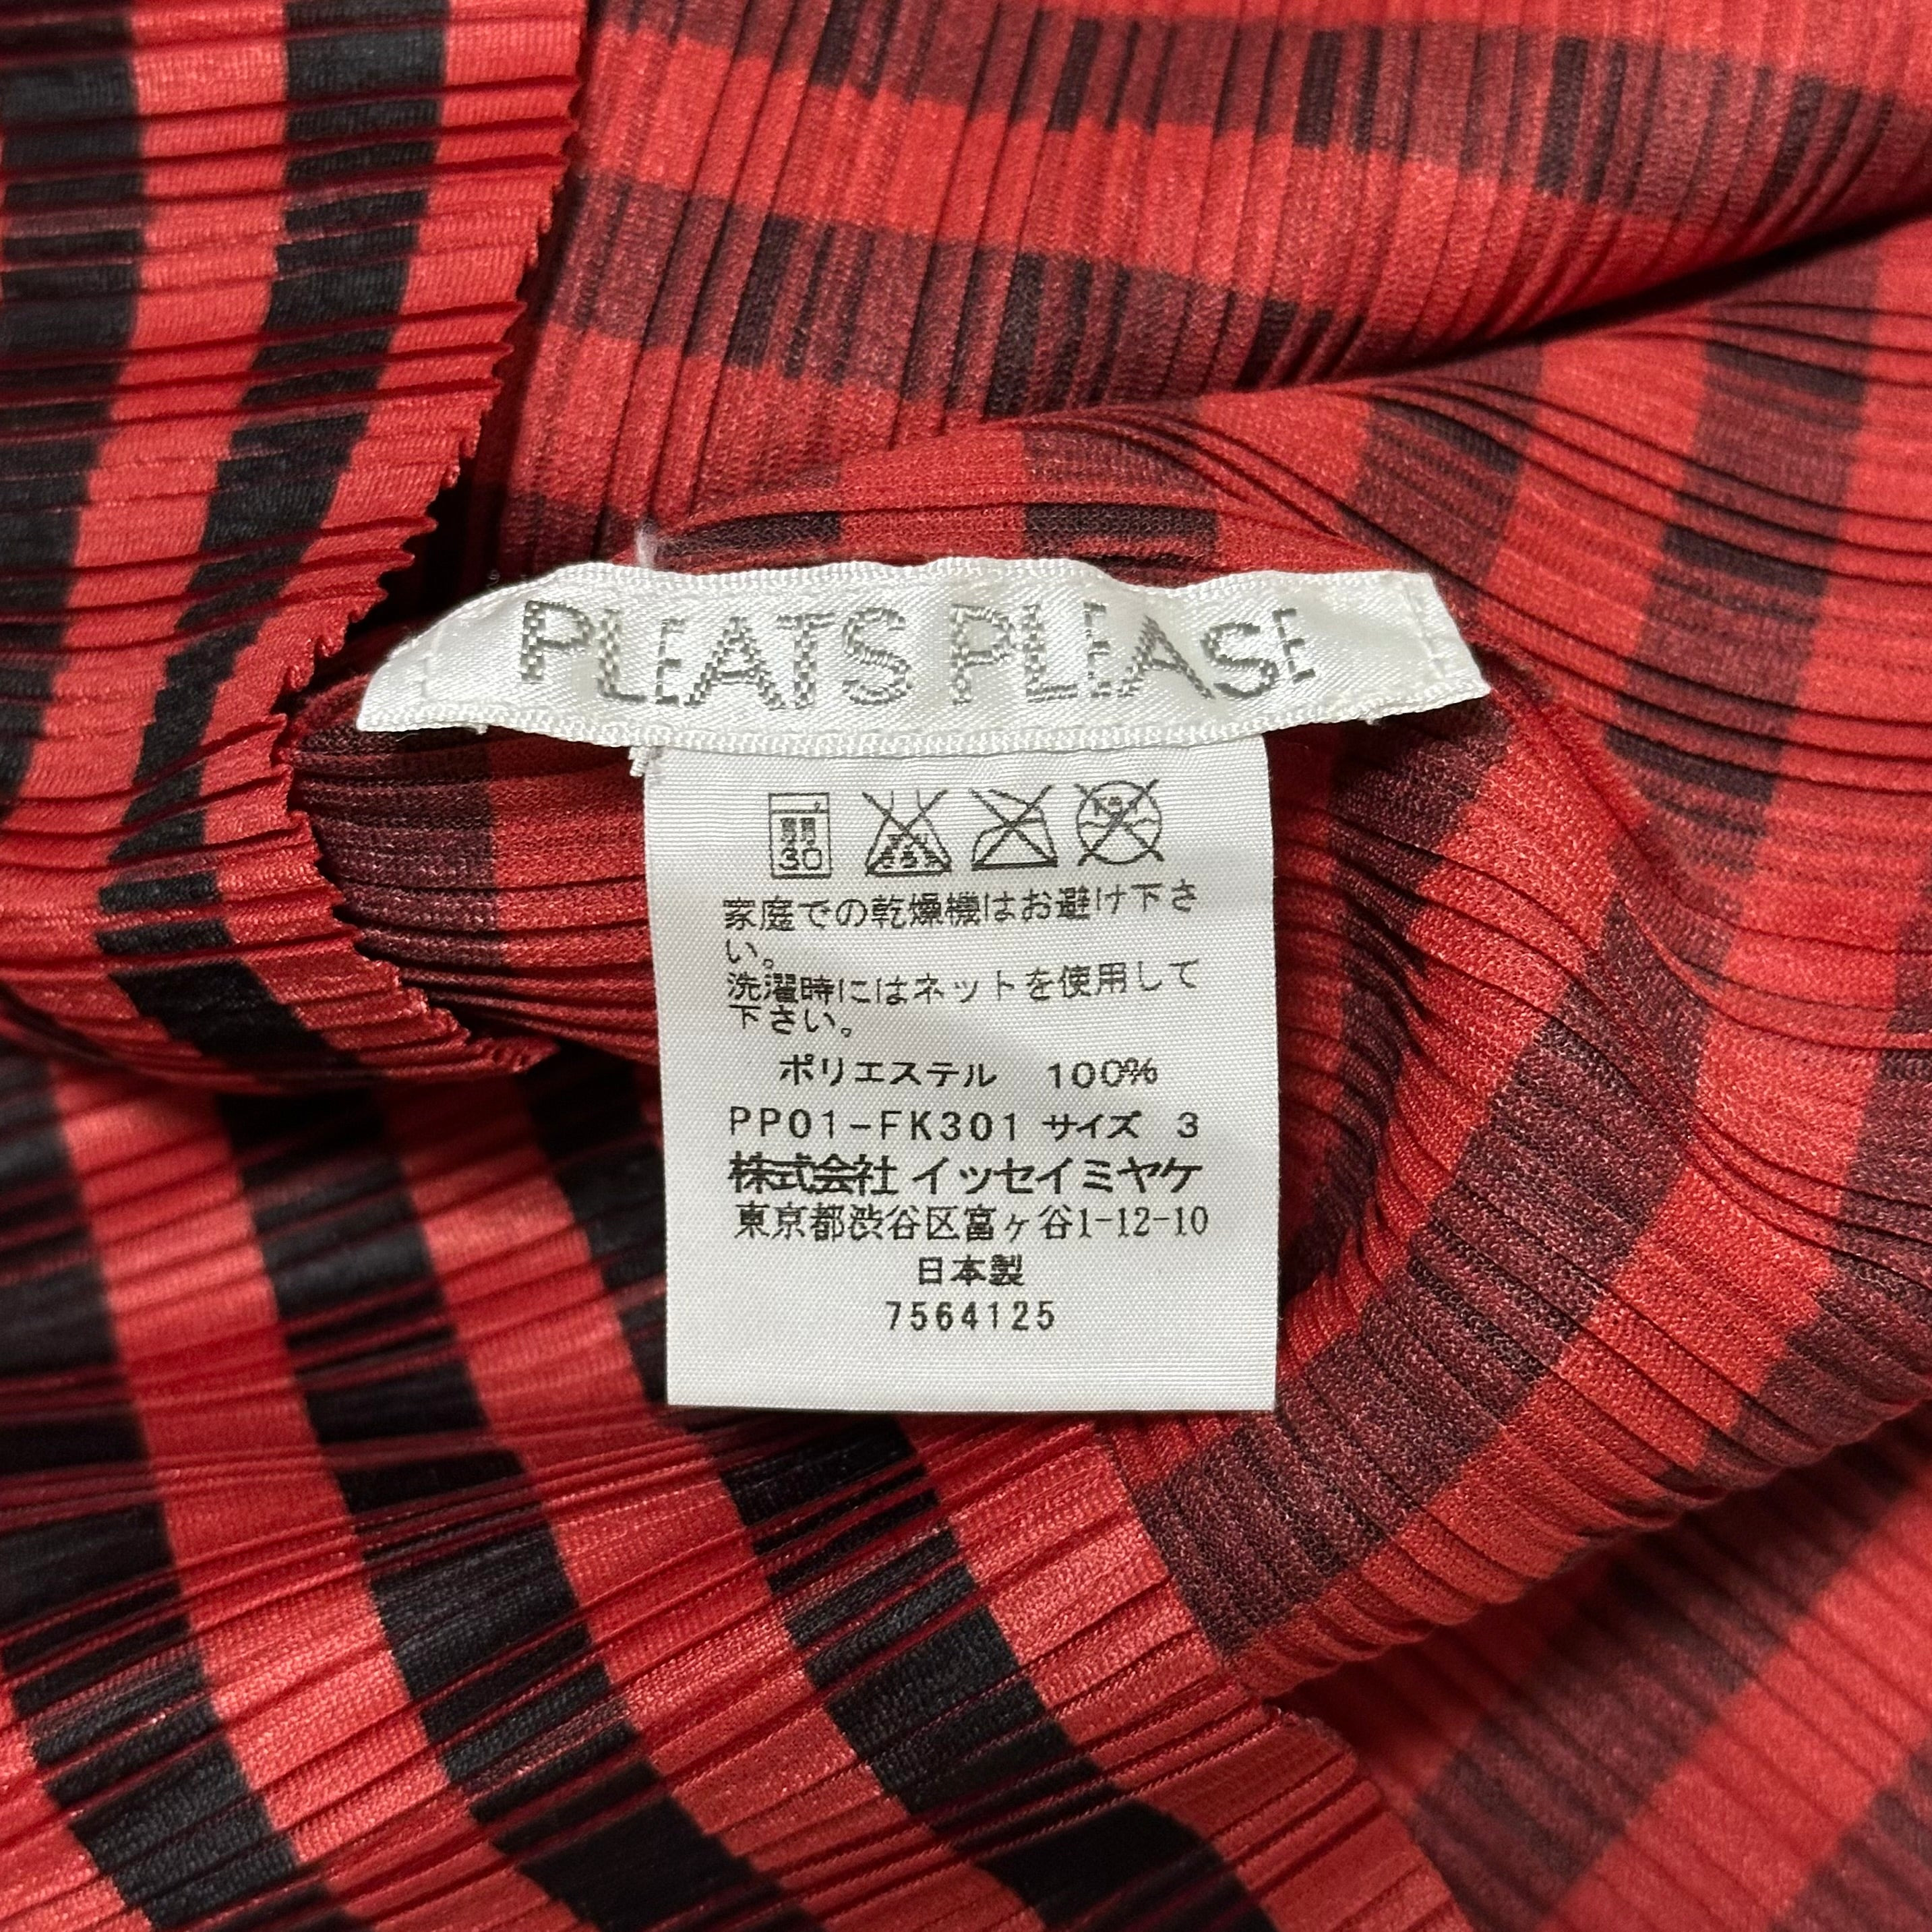 PLEATS PLEASE
30
家庭での乾燥機はお避け下さ
い。
洗濯時にはネットを使用して
下さい。
ポリエステル 100%
PP01-FK301 サイズ 3
株式会社 イッセイミヤケ
東京都渋谷区富ヶ谷1-12-10
日本製
7564125